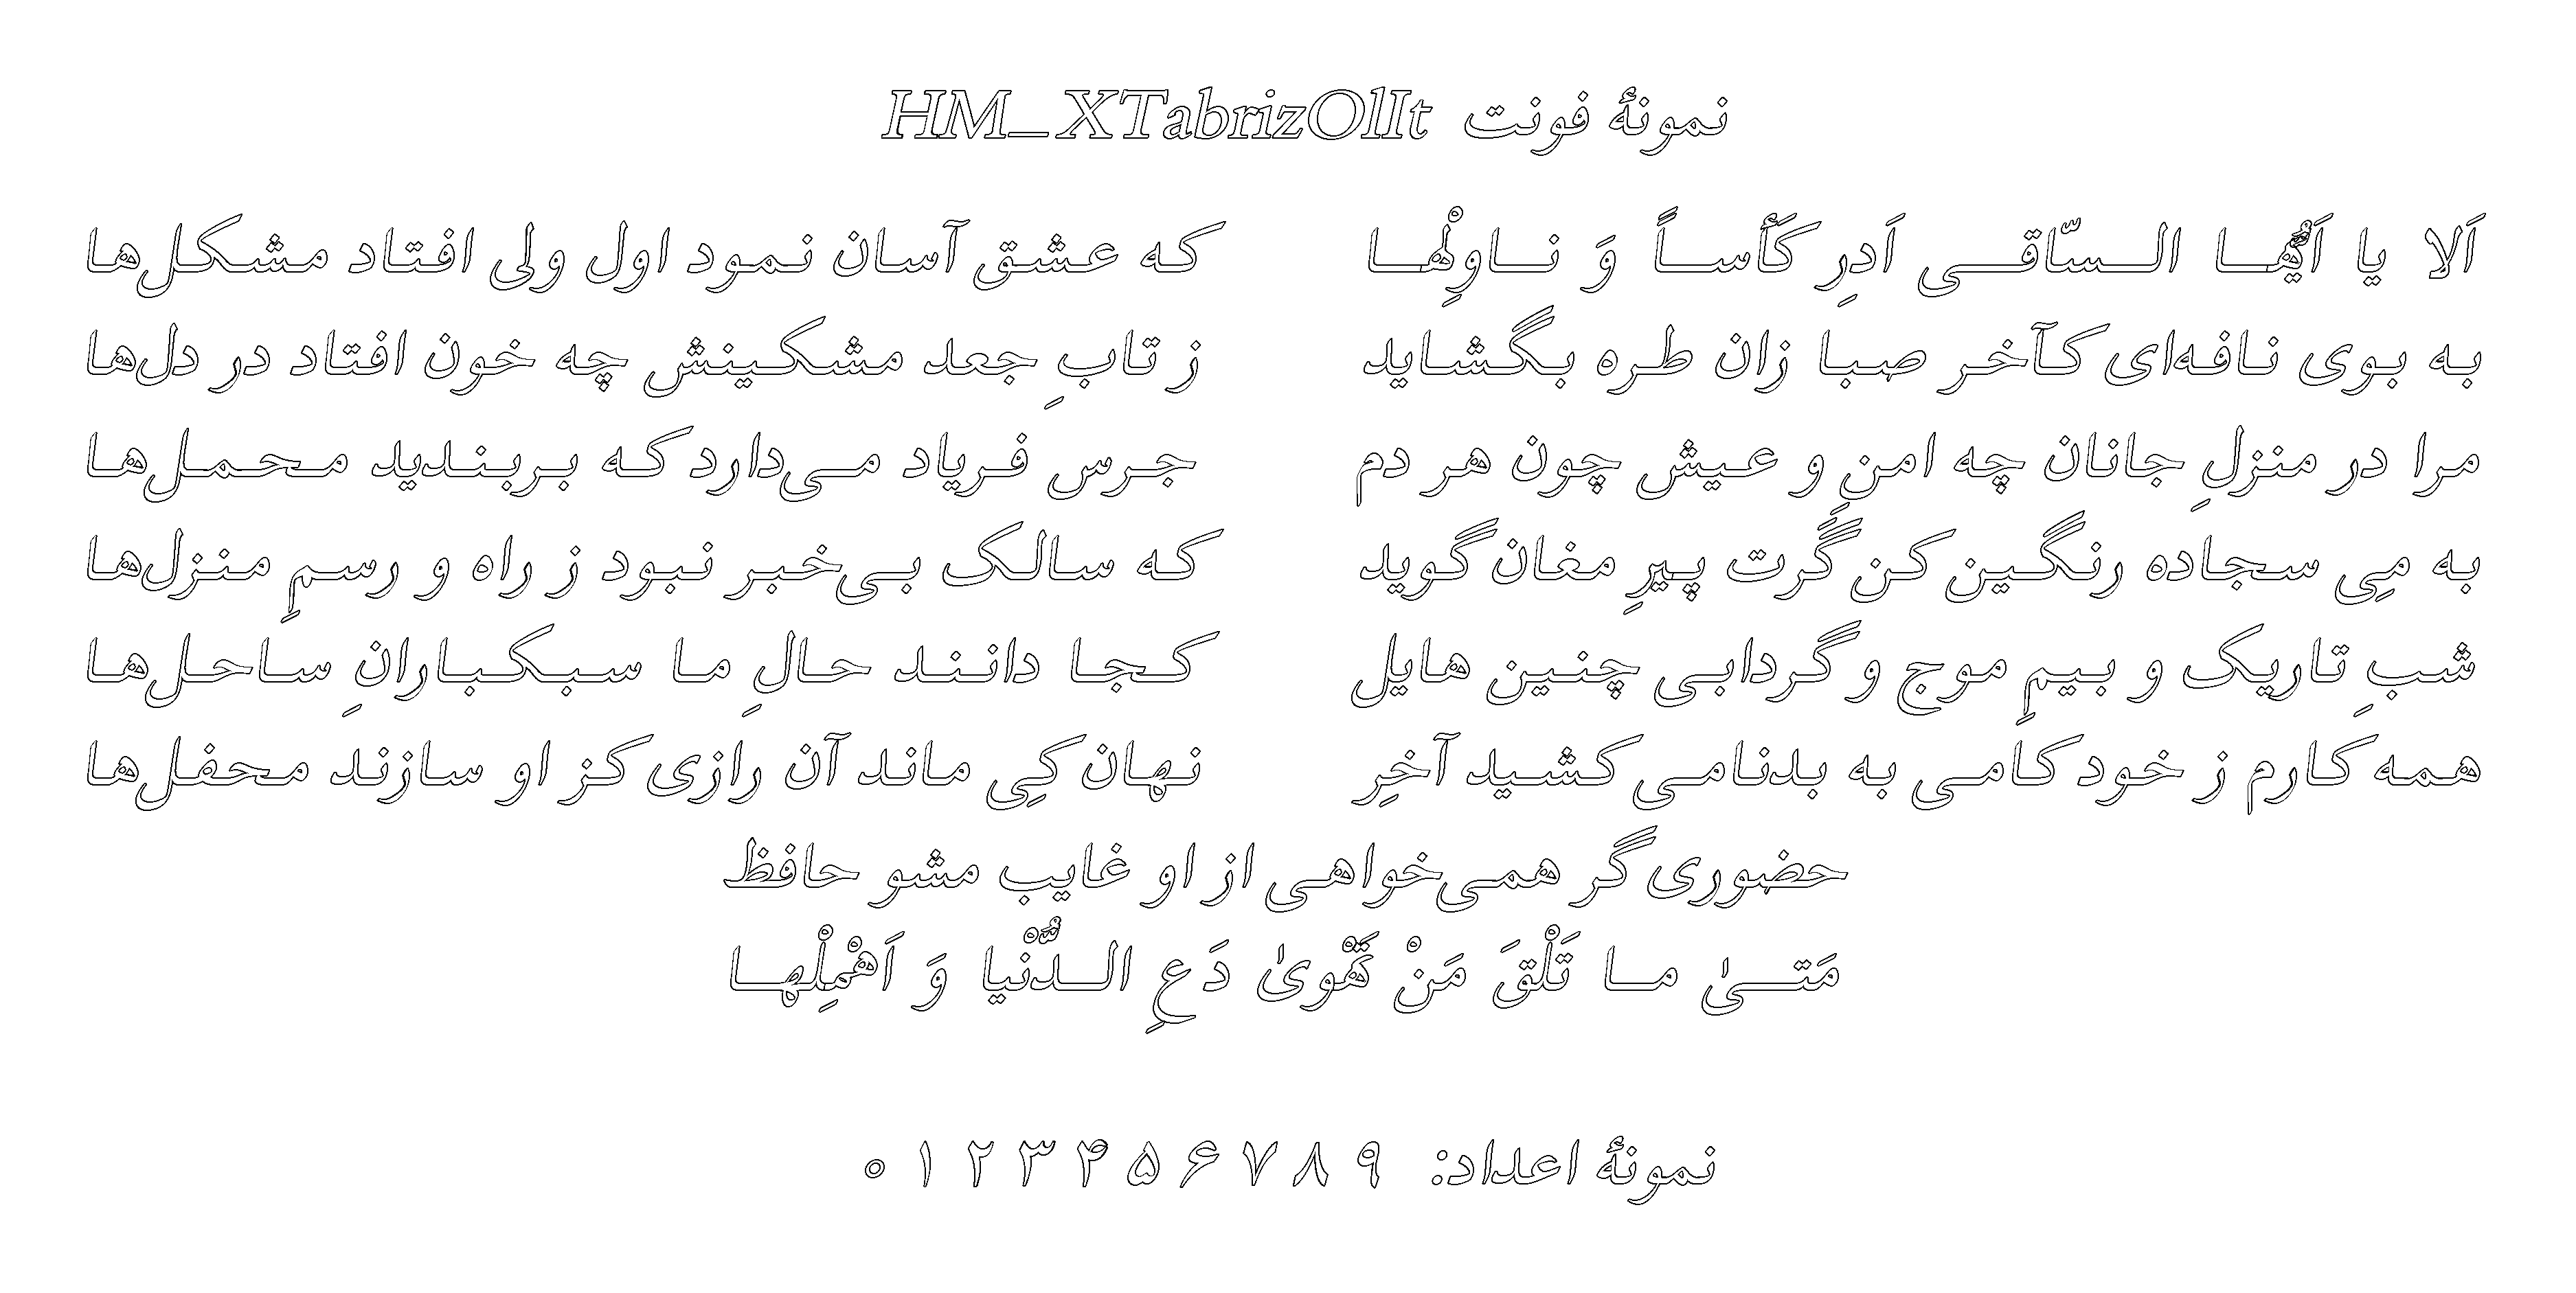 نمونهٔ فونت HM_XTabrizOlIt
اَلا یا اَیُّها السّاقی اَدرِ کَأساً وَ ناوِلْها که عشق آسان نمود اول ولی افتاد مشکل‌ها
به بوی نافه‌ای کآخر صبا زان طره بگشاید ز تابِ جعد مشکینش چه خون افتاد در دل‌ها
مرا در منزلِ جانان چه امنِ و عیش چون هر دم جرس فریاد می‌دارد که بربندید محمل‌ها
به مِی سجاده رنگین کن گَرت پیرِ مغان گوید که سالک بی‌خبر نبود ز راه و رسمِ منزل‌ها
شبِ تاریک و بیمِ موج و گردابی چنین هایل کجا دانند حالِ ما سبکبارانِ ساحل‌ها
همه کارم ز خود کامی به بدنامی کشید آخِر نهان کِی ماند آن رازی کز او سازند محفل‌ها
حضوری گر همی‌خواهی از او غایب مشو حافظ
مَتیٰ ما تَلْقَ مَنْ تَهْویٰ دَعِ الدُّنْیا وَ اَهْمِلْها
نمونهٔ اعداد: ۹ ۸ ۷ ۶ ۵ ۴ ۳ ۲ ۱ ۰